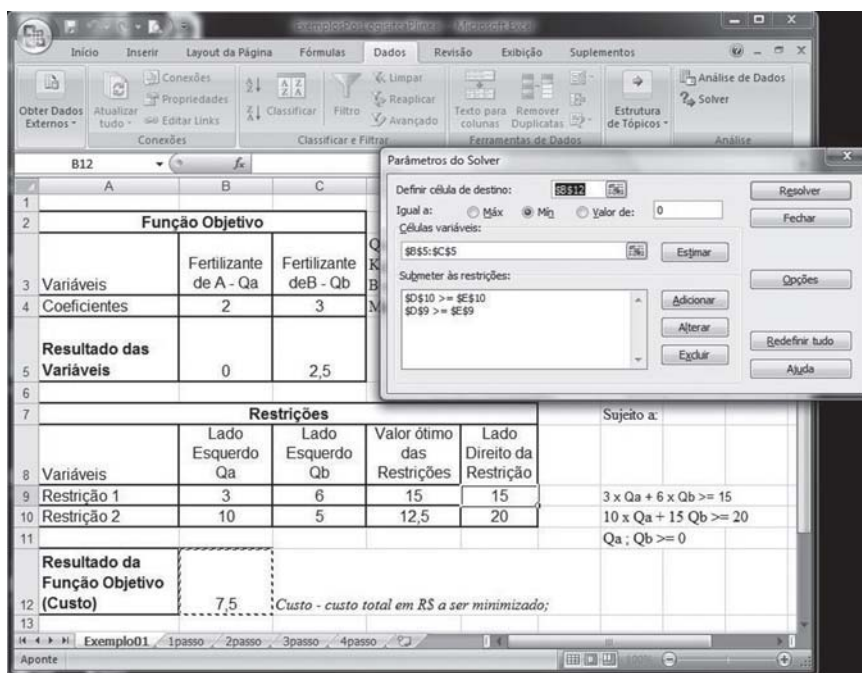 Microsoft Excel
Início Inserir Layout da Página Fórmulas Dados Revisão Exibição Suplementos
Obter Dados Externos
Atualizar tudo
Conexões
Propriedades
Editar Links
Conexões
Classificar
Filtro
Limpar
Reaplicar
Avançado
Classificar e Filtrar
Texto para colunas
Remover Duplicatas
Ferramentas de Dados
Estrutura de Tópicos
Análise de Dados
Solver
Análise
B12 fx
A B C
1
2 Função Objetivo
3 Variáveis Fertilizante de A - Qa Fertilizante deB - Qb
4 Coeficientes 2 3
5 Resultado das Variáveis 0 2,5
6
7 Restrições Sujeito a:
8 Variáveis Lado Esquerdo Qa Lado Esquerdo Qb Valor ótimo das Restrições Lado Direito da Restrição
9 Restrição 1 3 6 15 15 3 x Qa + 6 x Qb >= 15
10 Restrição 2 10 5 12,5 20 10 x Qa + 15 Qb >= 20
11 Qa ; Qb >= 0
12 Resultado da Função Objetivo (Custo) 7,5 Custo - custo total em R$ a ser minimizado;
13
Exemplo01 1passo 2passo 3passo 4passo
Aponte 100%
Parâmetros do Solver
Definir célula de destino: $B$12
Igual a: Máx Mín Valor de: 0
Células variáveis:
$B$5:$C$5
Estimar
Submeter às restrições:
$D$10 >= $E$10
$D$9 >= $E$9
Adicionar
Alterar
Excluir
Resolver
Fechar
Opções
Redefinir tudo
Ajuda